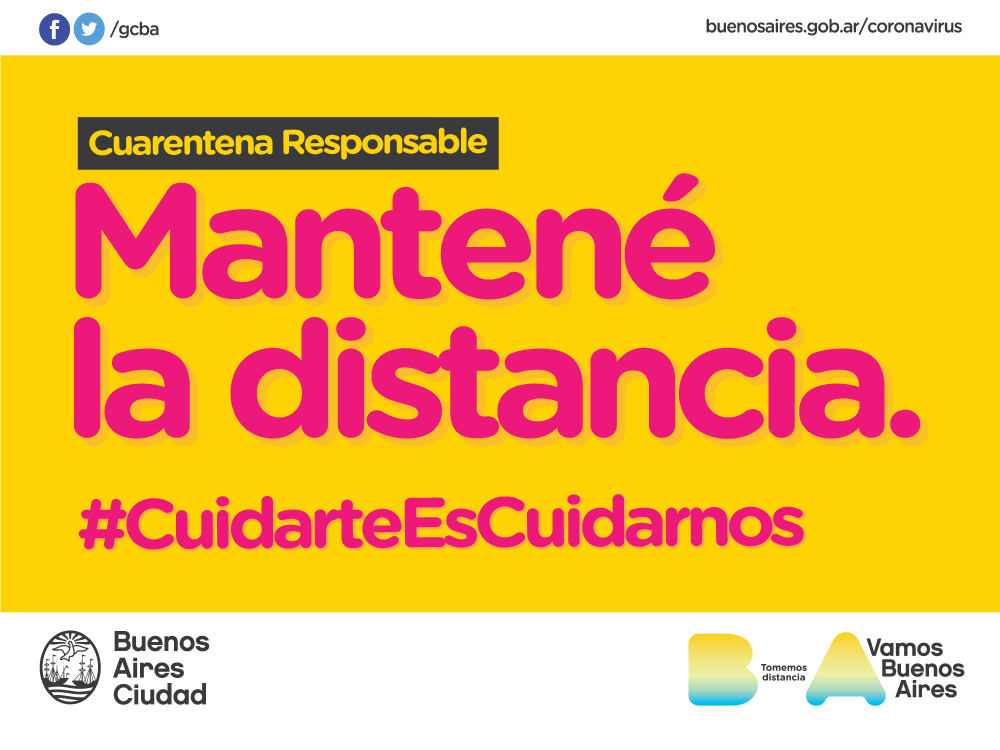 /gcba
buenosaires.gob.ar/coronavirus
Cuarentena Responsable
Mantené
la distancia.
#CuidarteEsCuidarnos
Buenos
Aires
Ciudad
B
Tomemos
distancia
A
Vamos
Buenos
Aires